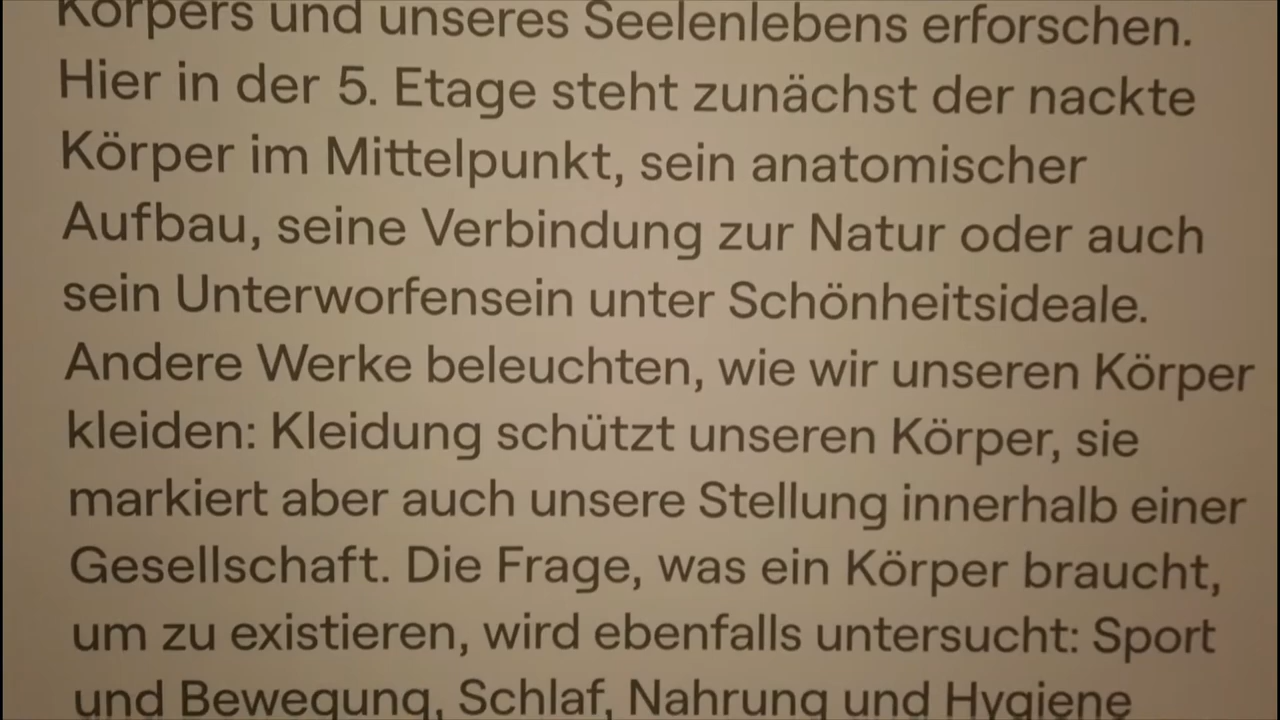 Körpers und unseres Seelenlebens erforschen.
Hier in der 5. Etage steht zunächst der nackte
Körper im Mittelpunkt, sein anatomischer
Aufbau, seine Verbindung zur Natur oder auch
sein Unterworfensein unter Schönheitsideale.
Andere Werke beleuchten, wie wir unseren Körper
kleiden: Kleidung schützt unseren Körper, sie
markiert aber auch unsere Stellung innerhalb einer
Gesellschaft. Die Frage, was ein Körper braucht,
um zu existieren, wird ebenfalls untersucht: Sport
und Bewegung, Schlaf, Nahrung und Hygiene